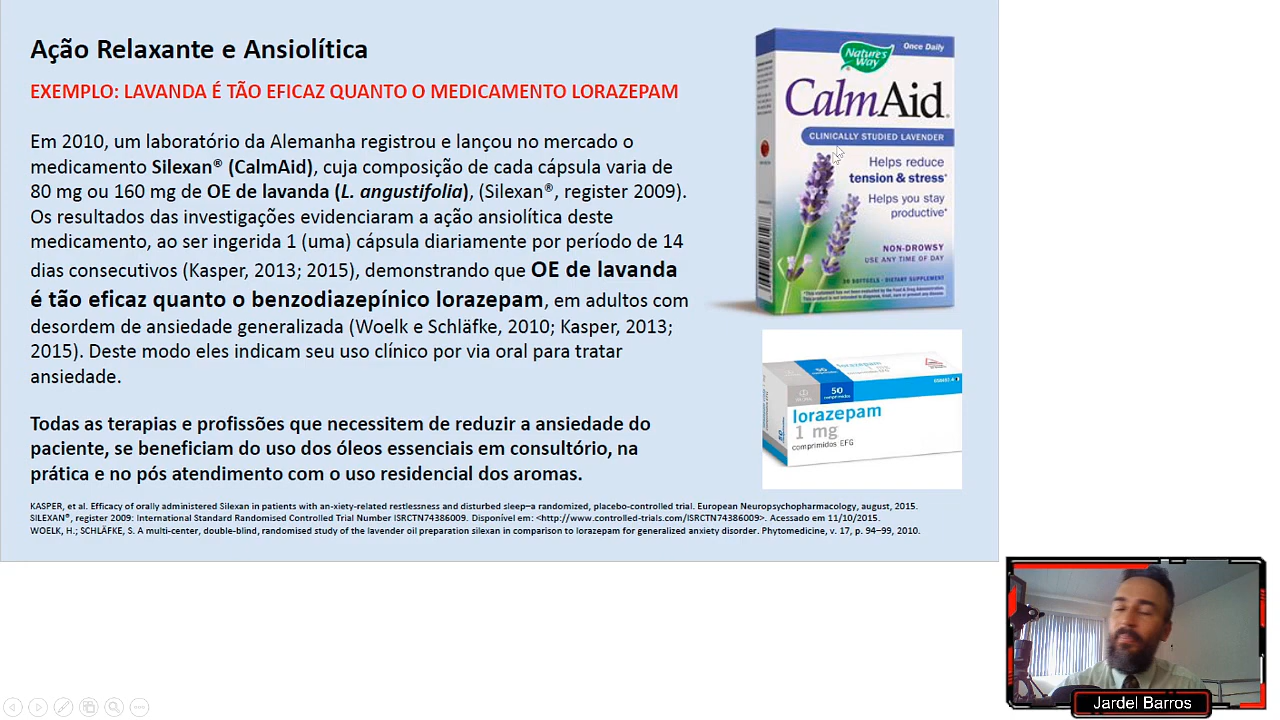 Ação Relaxante e Ansiolítica
EXEMPLO: LAVANDA É TÃO EFICAZ QUANTO O MEDICAMENTO LORAZEPAM
Em 2010, um laboratório da Alemanha registrou e lançou no mercado o
medicamento Silexan® (CalmAid), cuja composição de cada cápsula varia de
80 mg ou 160 mg de OE de lavanda (L. angustifolia), (Silexan®, register 2009).
Os resultados das investigações evidenciaram a ação ansiolítica deste
medicamento, ao ser ingerida 1 (uma) cápsula diariamente por período de 14
dias consecutivos (Kasper, 2013; 2015), demonstrando que OE de lavanda
é tão eficaz quanto o benzodiazepínico lorazepam, em adultos com
desordem de ansiedade generalizada (Woelk e Schläfke, 2010; Kasper, 2013;
2015). Deste modo eles indicam seu uso clínico por via oral para tratar
ansiedade.
Todas as terapias e profissões que necessitem de reduzir a ansiedade do
paciente, se beneficiam do uso dos óleos essenciais em consultório, na
prática e no pós atendimento com o uso residencial dos aromas.
KASPER, et al. Efficacy of orally administered Silexan in patients with an-xiety-related restlessness and disturbed sleep–a randomized, placebo-controlled trial. European Neuropsychopharmacology, august, 2015.
SILEXAN®, register 2009: International Standard Randomised Controlled Trial Number ISRCTN74386009. Disponível em: <http://www.controlled-trials.com/ISRCTN74386009>. Acessado em 11/10/2015.
WOELK, H.; SCHLÄFKE, S. A multi-center, double-blind, randomised study of the lavender oil preparation silexan in comparison to lorazepam for generalized anxiety disorder. Phytomedicine, v. 17, p. 94–99, 2010.
Nature's
Way
Once Daily
CalmAid.
CLINICALLY STUDIED LAVENDER
Helps reduce
tension & stress*
Helps you stay
productive*
NON-DROWSY
USE ANY TIME OF DAY
30 SOFTGELS · DIETARY SUPPLEMENT
lorazepam
1 mg
50
comprimidos
lorazepam
1 mg
comprimidos EFG
Jardel Barros